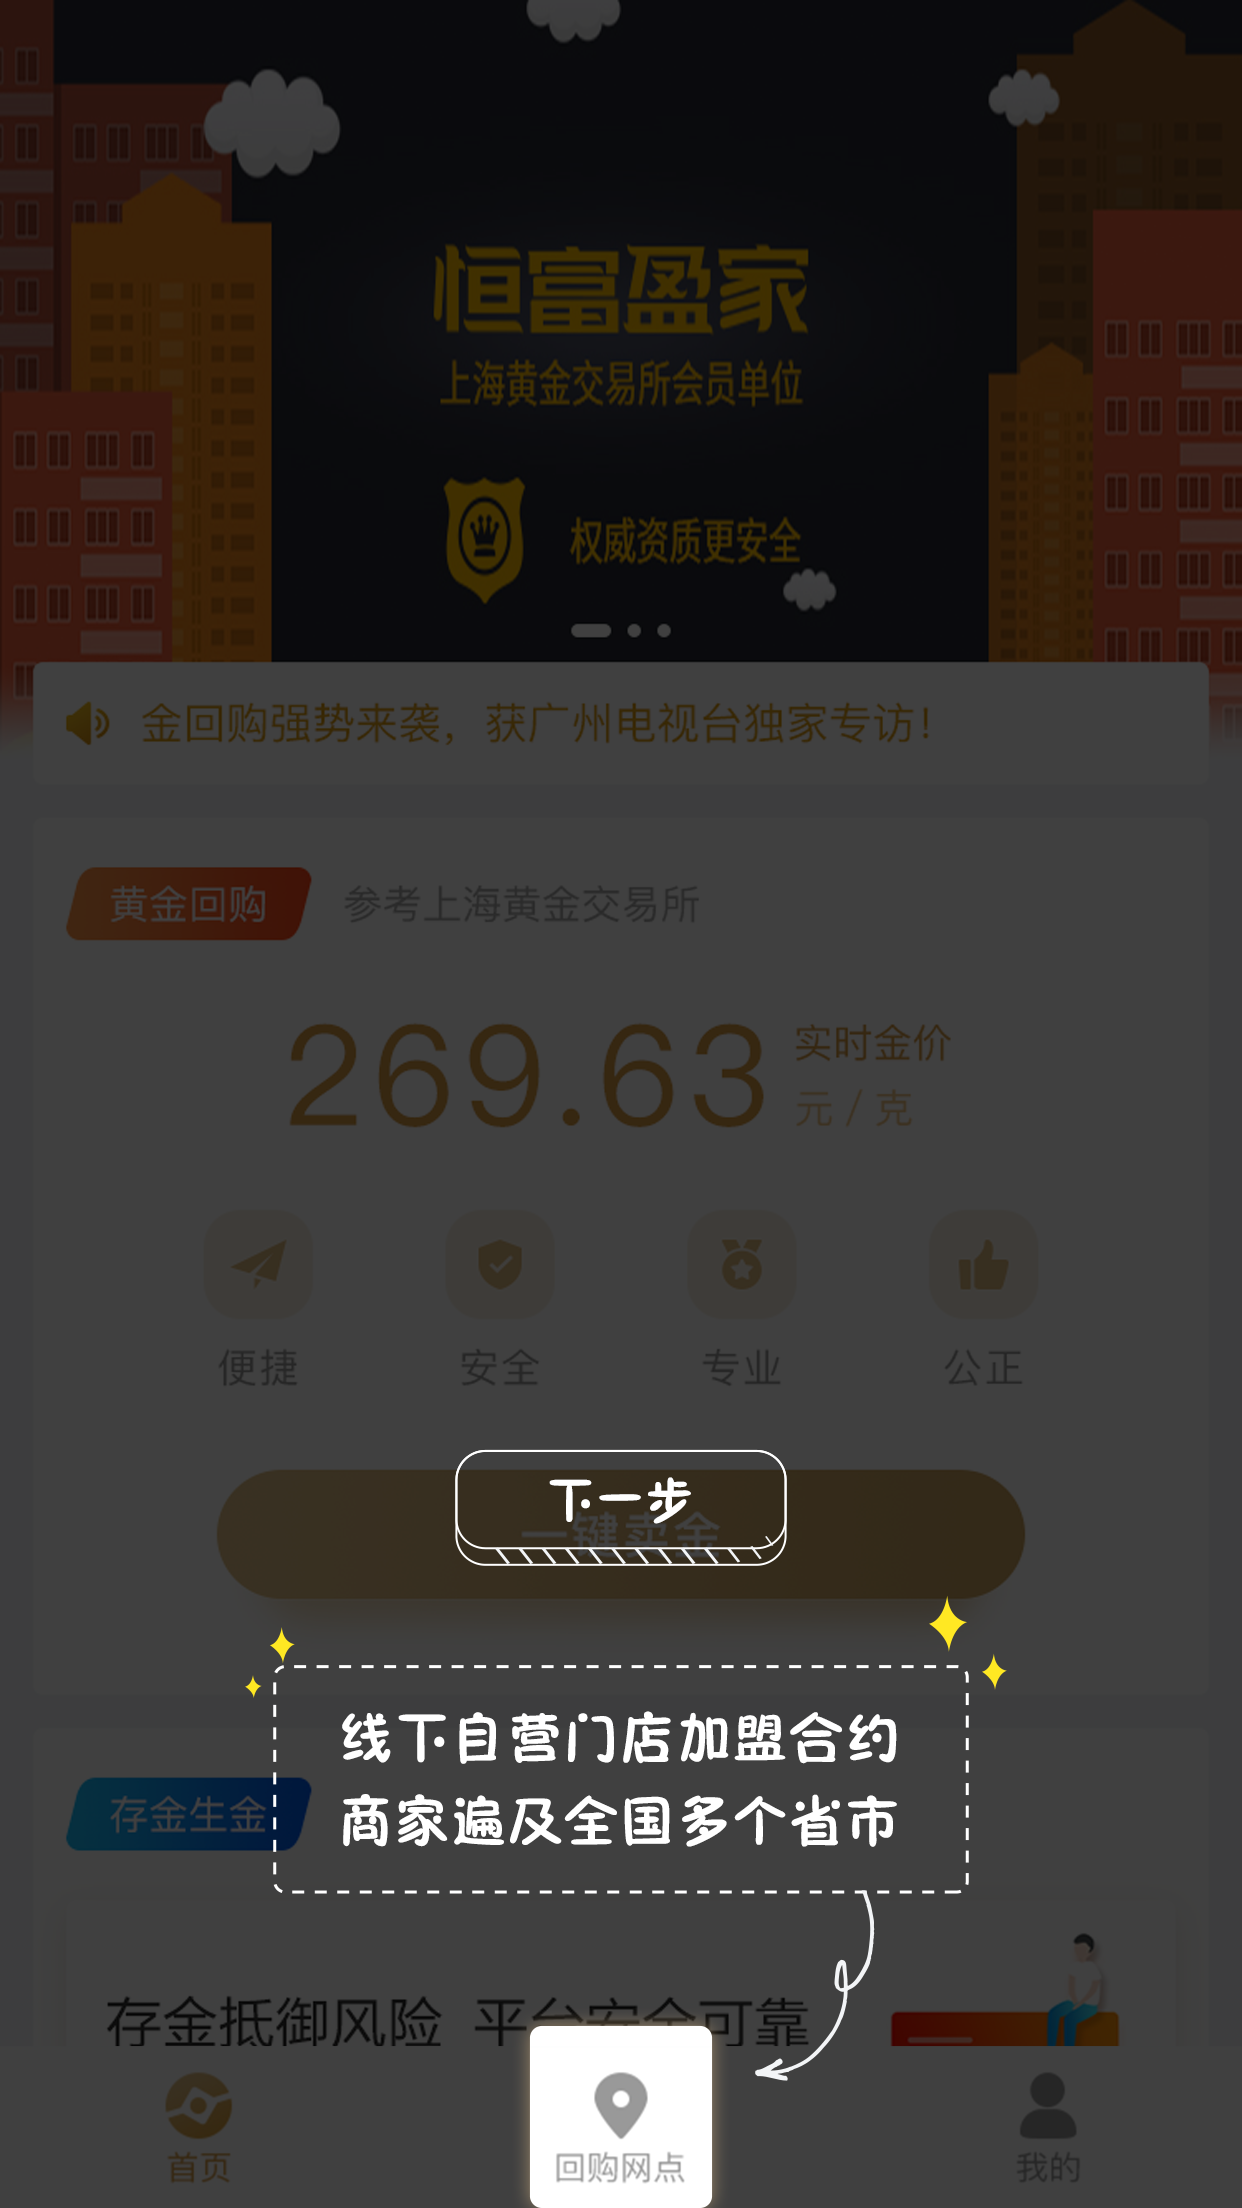 恒富盈家
上海黄金交易所会员单位
权威资质更安全
金回购强势来袭，获广州电视台独家专访！
黄金回购 参考上海黄金交易所
269.63 实时金价
元 / 克
便捷 安全 专业 公正
下一步
一键卖金
线下自营门店加盟合约
商家遍及全国多个省市
存金生金
存金抵御风险 平台安全可靠
首页 回购网点 我的